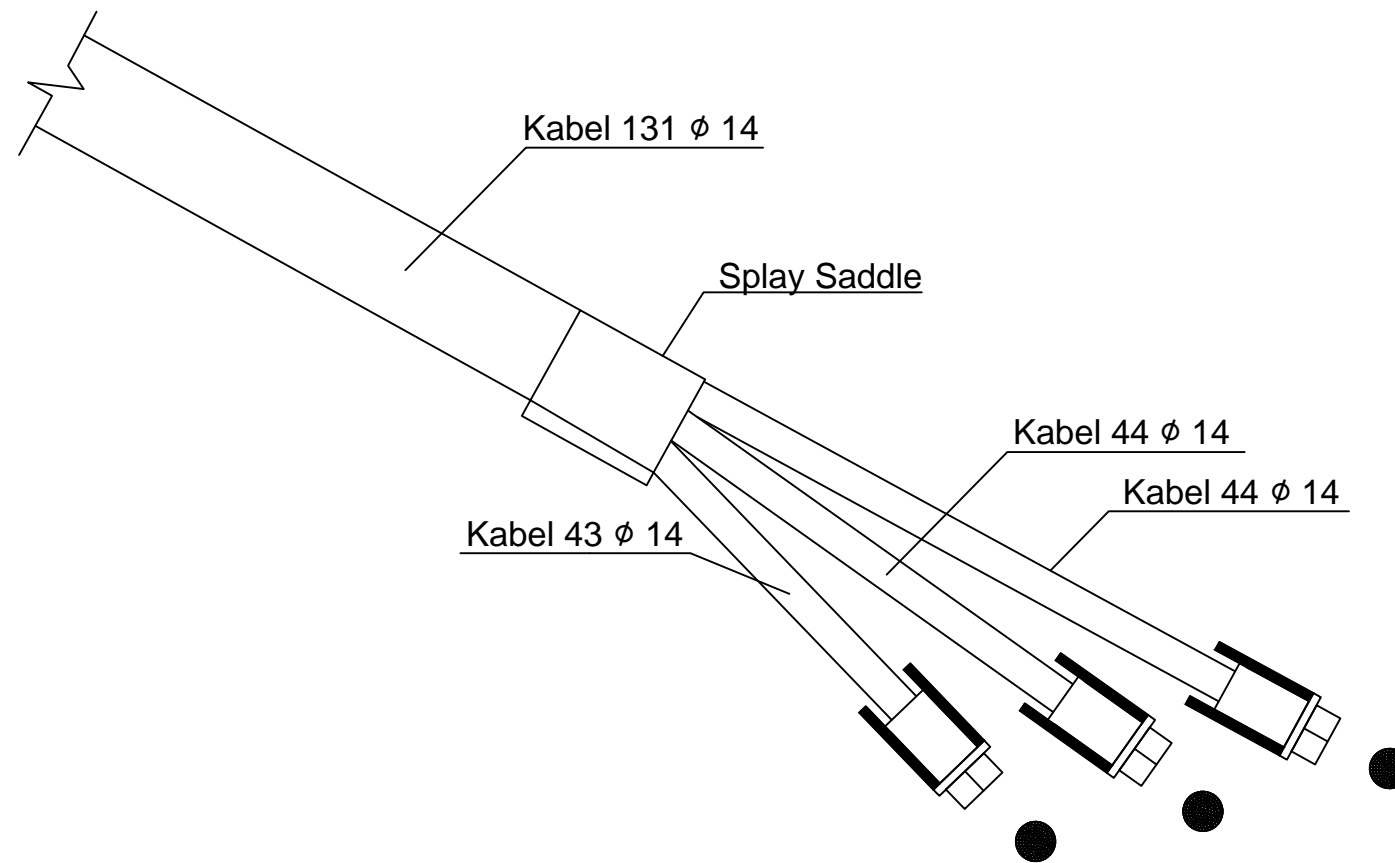 Kabel 131 ϕ 14
Splay Saddle
Kabel 44 ϕ 14
Kabel 44 ϕ 14
Kabel 43 ϕ 14